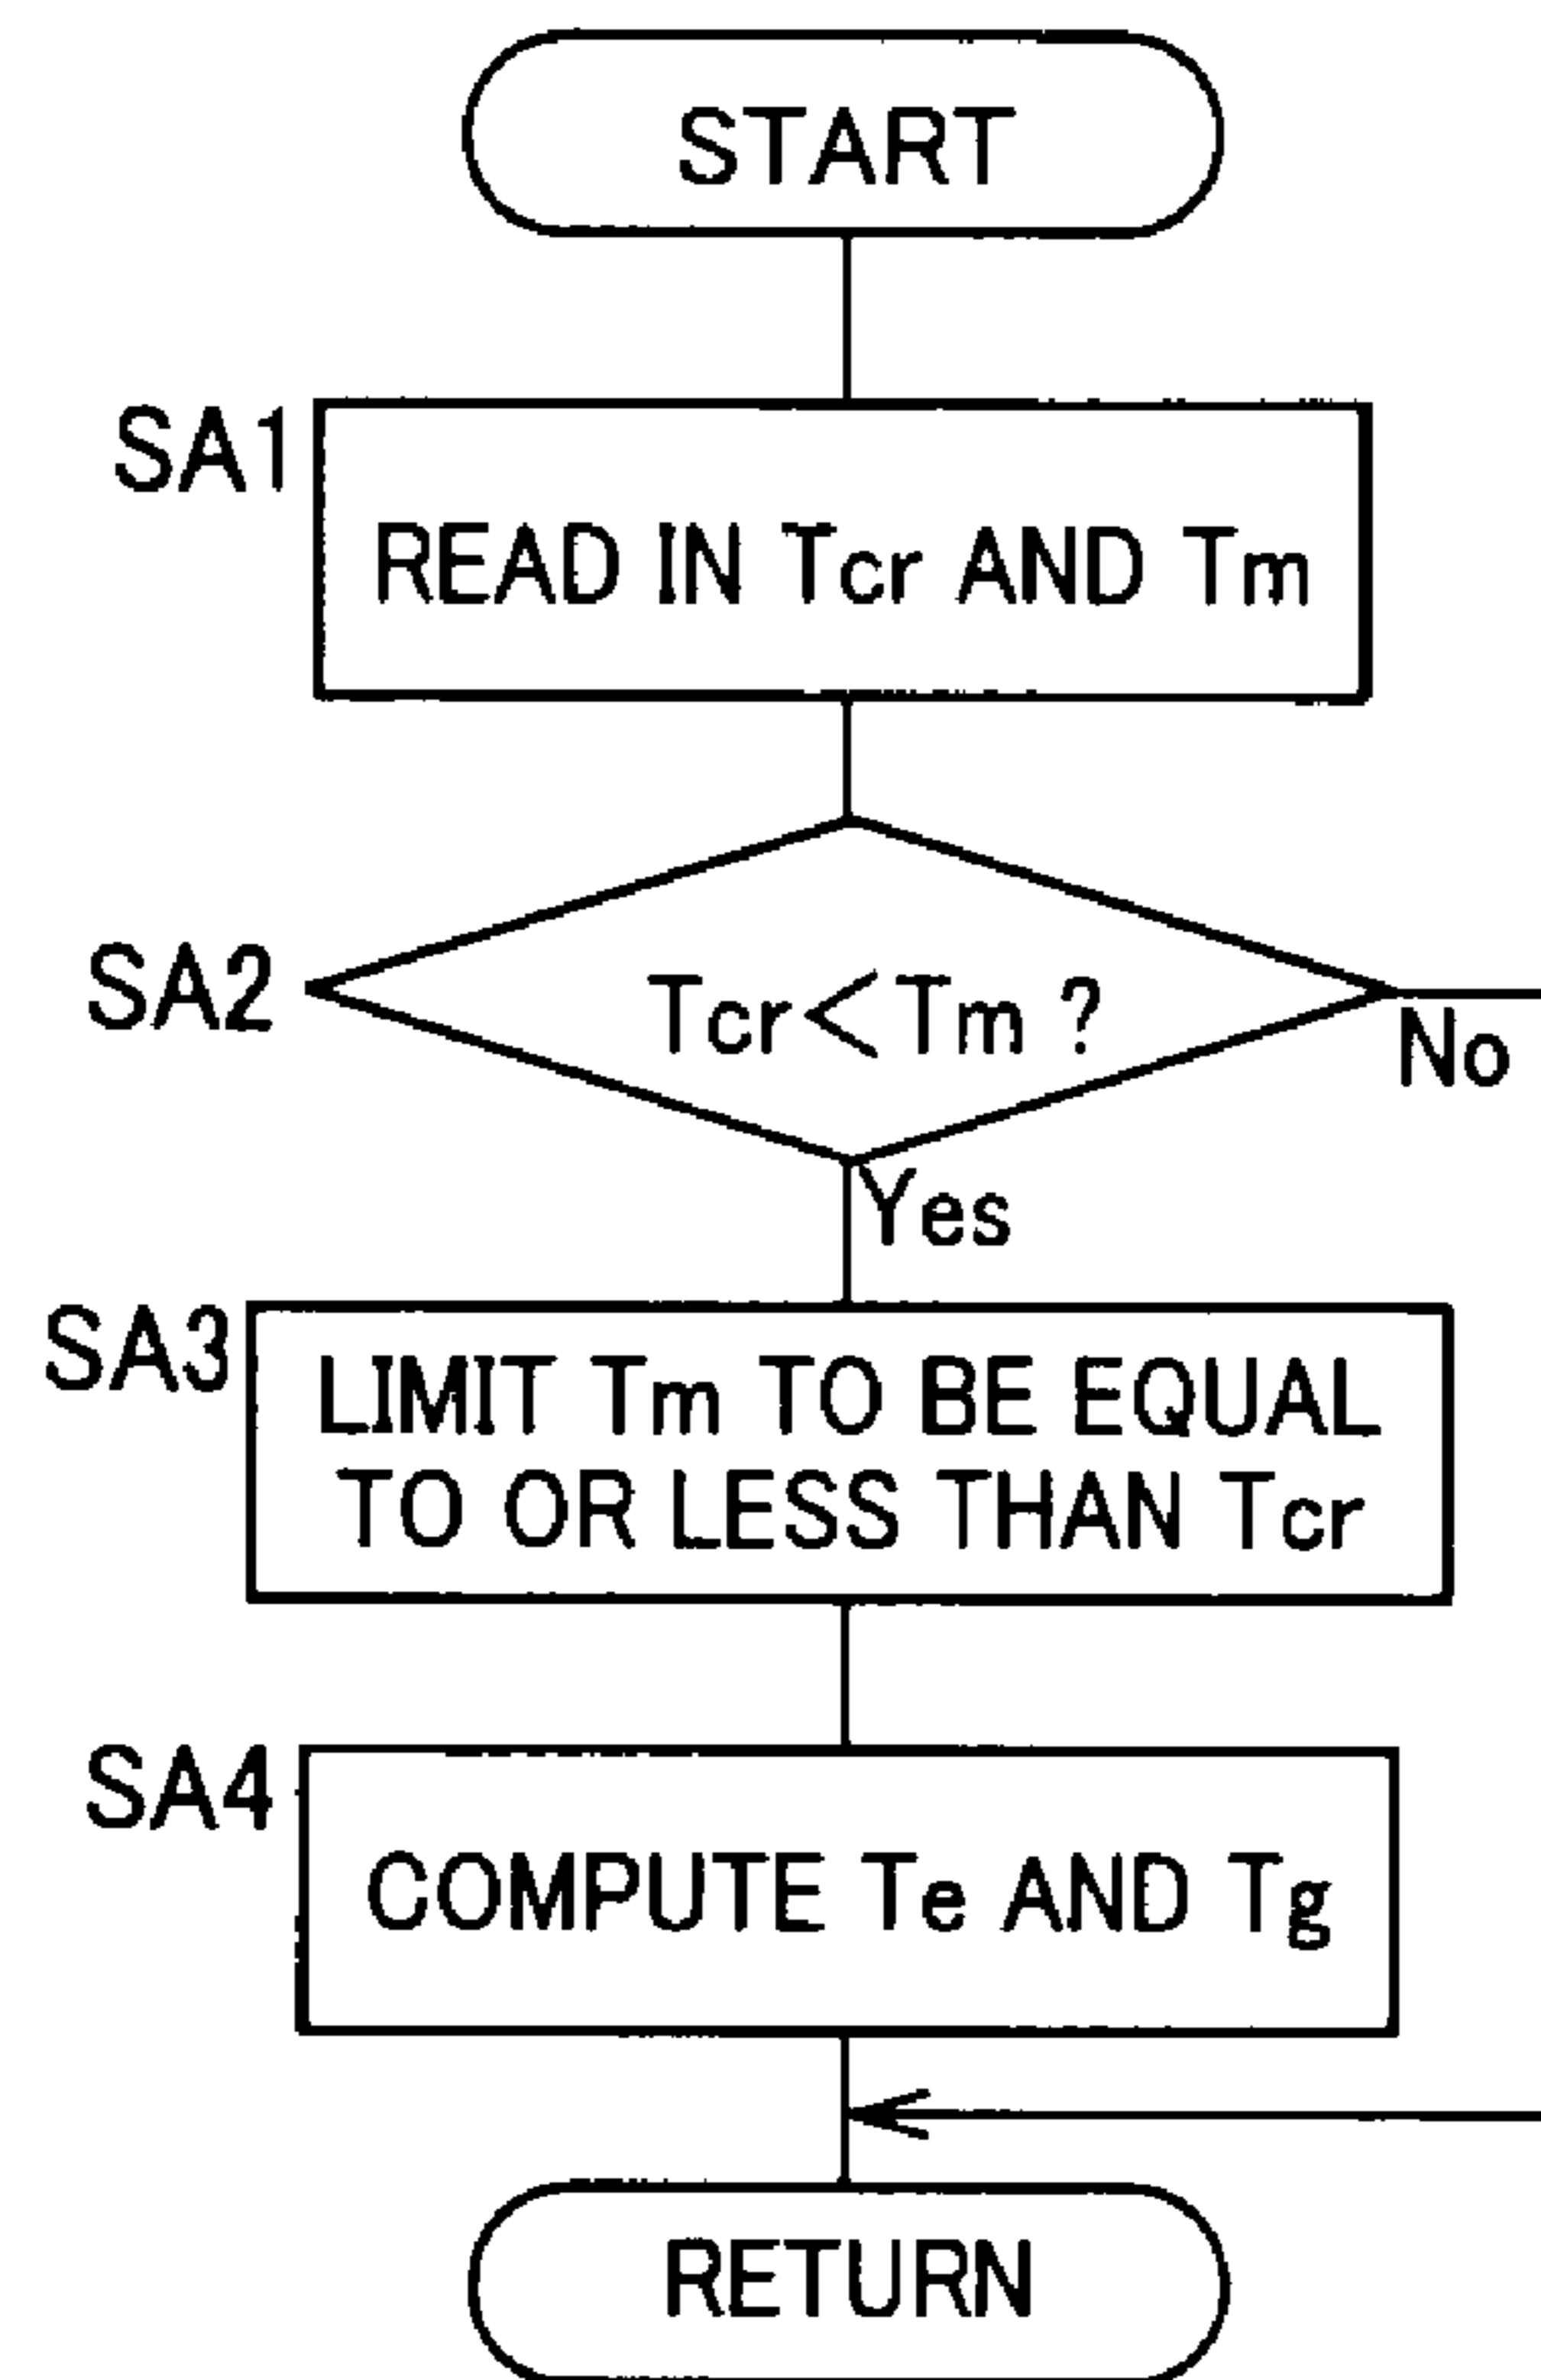 START
SA1
READ IN Tcr AND Tm
SA2
Tcr<Tm?
No
Yes
SA3
LIMIT Tm TO BE EQUAL
TO OR LESS THAN Tcr
SA4
COMPUTE Te AND Tg
RETURN